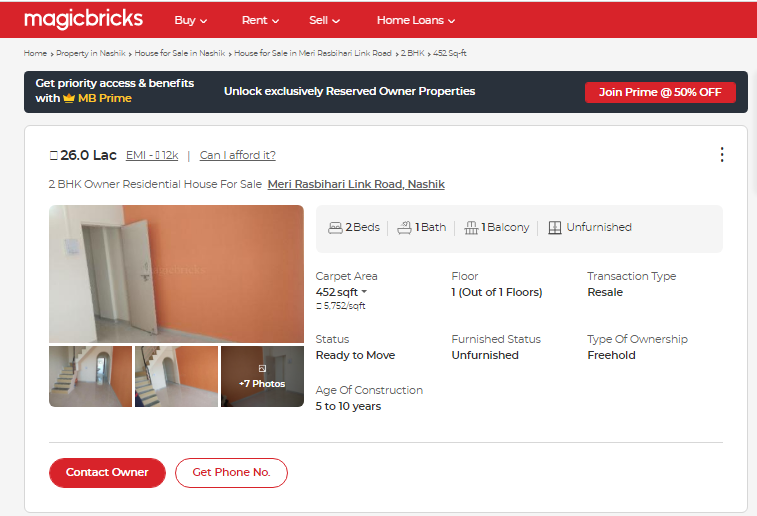 magicbricks
Buy Rent Sell Home Loans
Home > Property in Nashik > House for Sale in Nashik > House for Sale in Meri Rasbihari Link Road > 2 BHK > 452 Sq-ft
Get priority access & benefits
with MB Prime
Unlock exclusively Reserved Owner Properties
Join Prime @ 50% OFF
▯ 26.0 Lac EMI - ▯ 12k | Can I afford it?
2 BHK Owner Residential House For Sale Meri Rasbihari Link Road, Nashik
2 Beds 1 Bath 1 Balcony Unfurnished
Carpet Area Floor Transaction Type
452 sqft 1 (Out of 1 Floors) Resale
▯ 5,752/sqft
Status Furnished Status Type Of Ownership
Ready to Move Unfurnished Freehold
+7 Photos
Age Of Construction
5 to 10 years
Contact Owner Get Phone No.